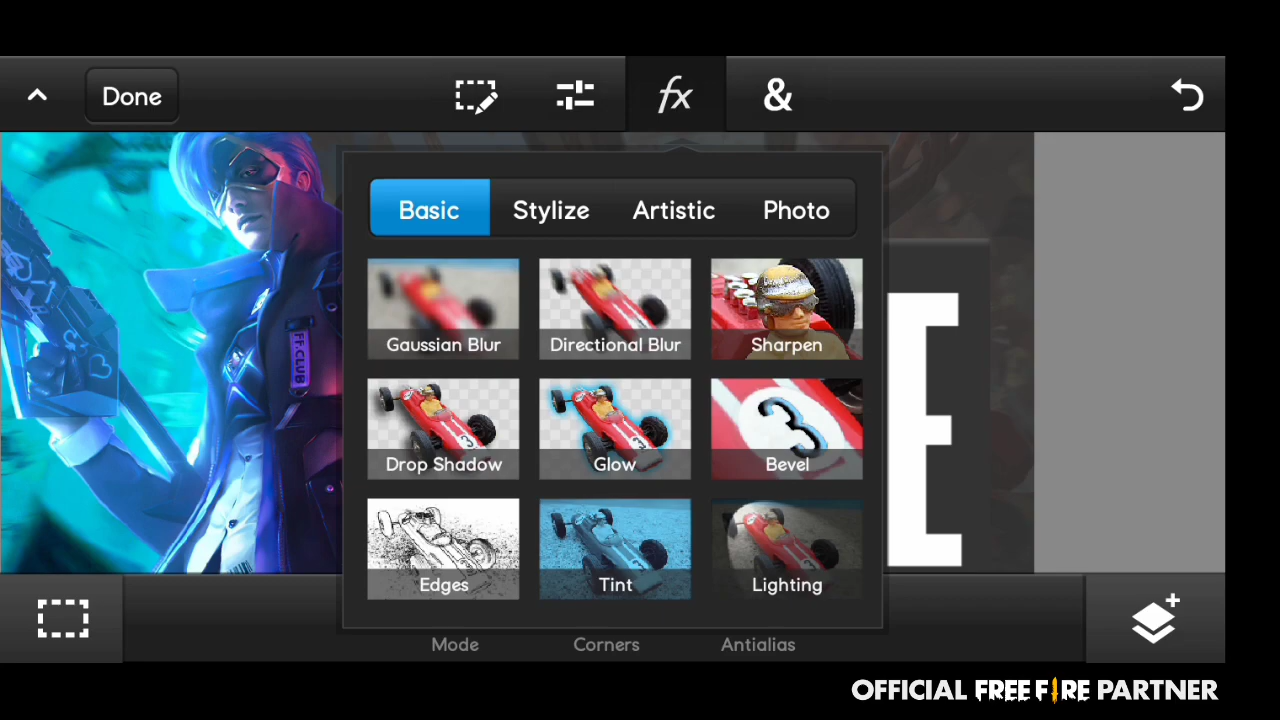 Done fx &
Basic Stylize Artistic Photo
Gaussian Blur Directional Blur Sharpen
Drop Shadow Glow Bevel
Edges Tint Lighting
FF.CLUB
3
E
Mode Corners Antialias
OFFICIAL FREE FIRE PARTNER